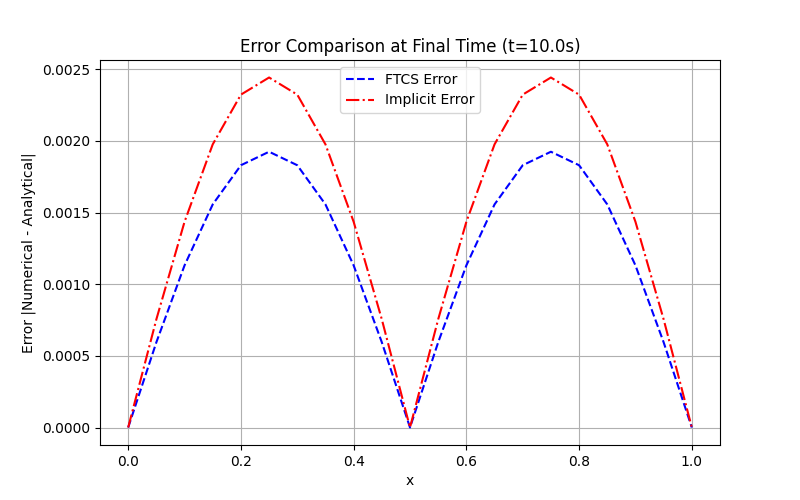 Error Comparison at Final Time (t=10.0s)
FTCS Error
Implicit Error
Error |Numerical - Analytical|
0.0025
0.0020
0.0015
0.0010
0.0005
0.0000
0.0 0.2 0.4 0.6 0.8 1.0
x